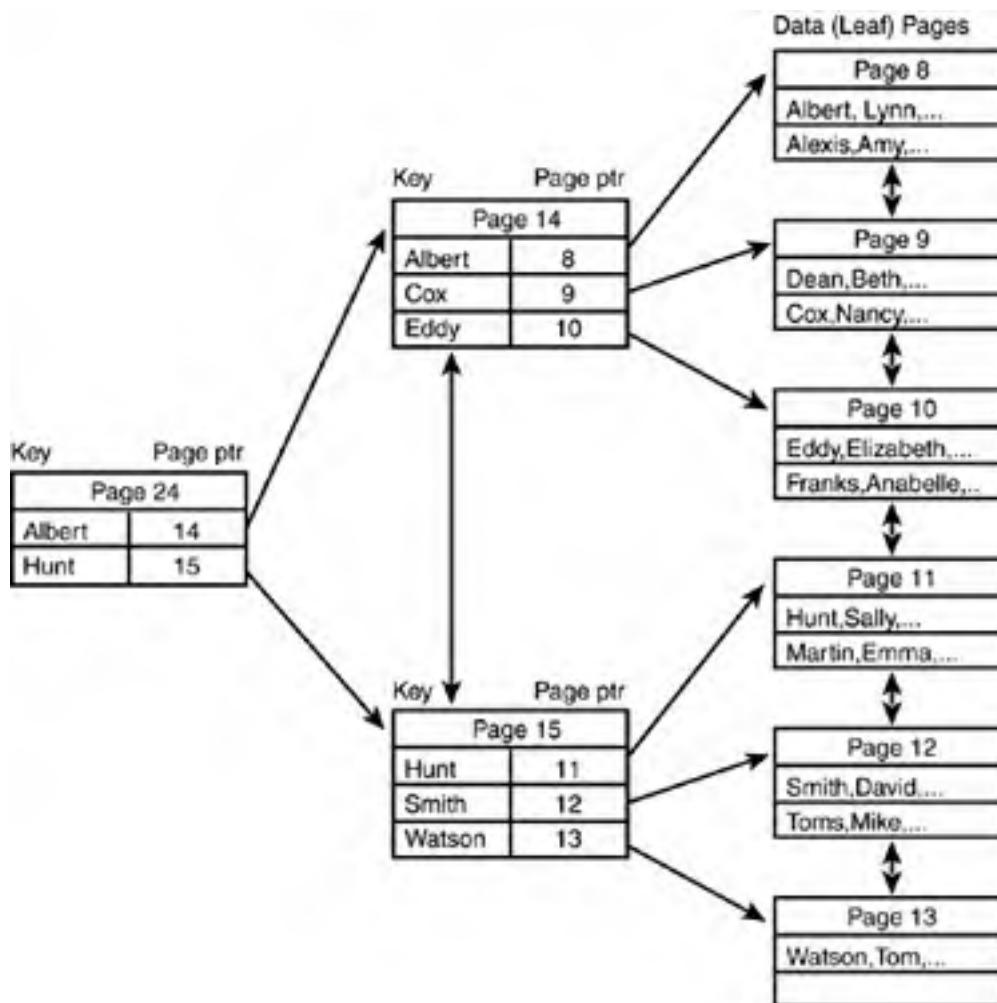 Data (Leaf) Pages
Page 8
Albert, Lynn,...
Alexis,Amy,...
Key Page ptr
Page 14
Albert 8
Cox 9
Eddy 10
Page 9
Dean,Beth,...
Cox,Nancy,...
Page 10
Eddy,Elizabeth,...
Franks,Anabelle,..
Key Page ptr
Page 24
Albert 14
Hunt 15
Page 11
Hunt,Sally,...
Martin,Emma,...
Key Page ptr
Page 15
Hunt 11
Smith 12
Watson 13
Page 12
Smith,David,...
Toms,Mike,...
Page 13
Watson,Tom,...